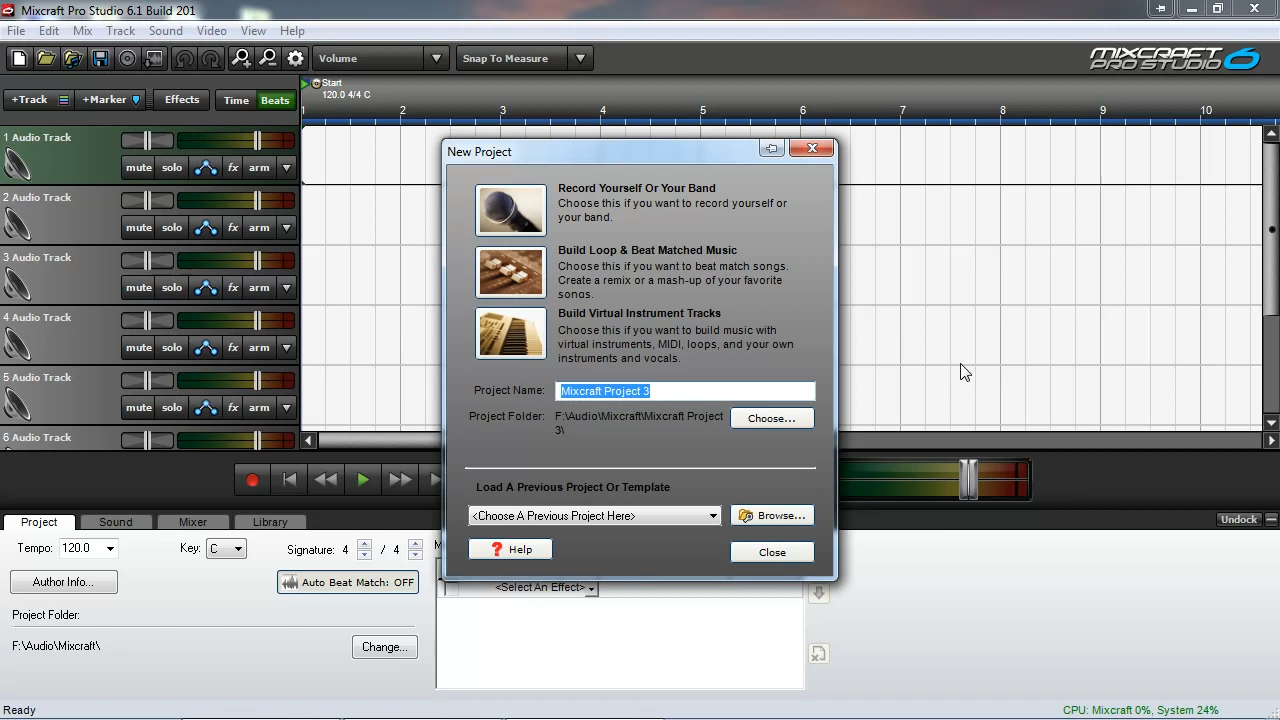 Mixcraft Pro Studio 6.1 Build 201
File Edit Mix Track Sound Video View Help
Volume Snap To Measure
MIXCRAFT
PRO STUDIO 6
+Track +Marker Effects Time Beats
Start
120.0 4/4 C
1 2 3 4 5 6 7 8 9 10
1 Audio Track
mute solo fx arm
2 Audio Track
mute solo fx arm
3 Audio Track
mute solo fx arm
4 Audio Track
mute solo fx arm
5 Audio Track
mute solo fx arm
6 Audio Track
New Project
Record Yourself Or Your Band
Choose this if you want to record yourself or
your band.
Build Loop & Beat Matched Music
Choose this if you want to beat match songs.
Create a remix or a mash-up of your favorite
songs.
Build Virtual Instrument Tracks
Choose this if you want to build music with
virtual instruments, MIDI, loops, and your own
instruments and vocals.
Project Name: Mixcraft Project 3
Project Folder: F:\Audio\Mixcraft\Mixcraft Project
3\
Choose...
Load A Previous Project Or Template
<Choose A Previous Project Here> Browse...
Help Close
Project Sound Mixer Library Undock
Tempo: 120.0 Key: C Signature: 4 / 4 M
Author Info... Auto Beat Match: OFF
<Select An Effect>
Project Folder:
F:\Audio\Mixcraft\ Change...
Ready CPU: Mixcraft 0%, System 24%